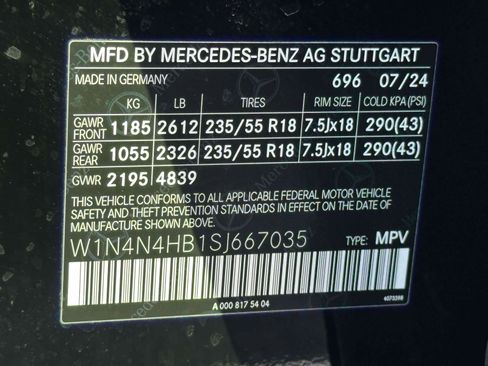 MFD BY MERCEDES-BENZ AG STUTTGART
MADE IN GERMANY 696 07/24
KG LB TIRES RIM SIZE COLD KPA (PSI)
GAWR FRONT 1185 2612 235/55 R18 7.5Jx18 290(43)
GAWR REAR 1055 2326 235/55 R18 7.5Jx18 290(43)
GWR 2195 4839
THIS VEHICLE CONFORMS TO ALL APPLICABLE FEDERAL MOTOR VEHICLE
SAFETY AND THEFT PREVENTION STANDARDS IN EFFECT ON THE DATE OF
MANUFACTURE SHOWN ABOVE.
W1N4N4HB1SJ667035 TYPE: MPV
A 000 817 54 04
4073398